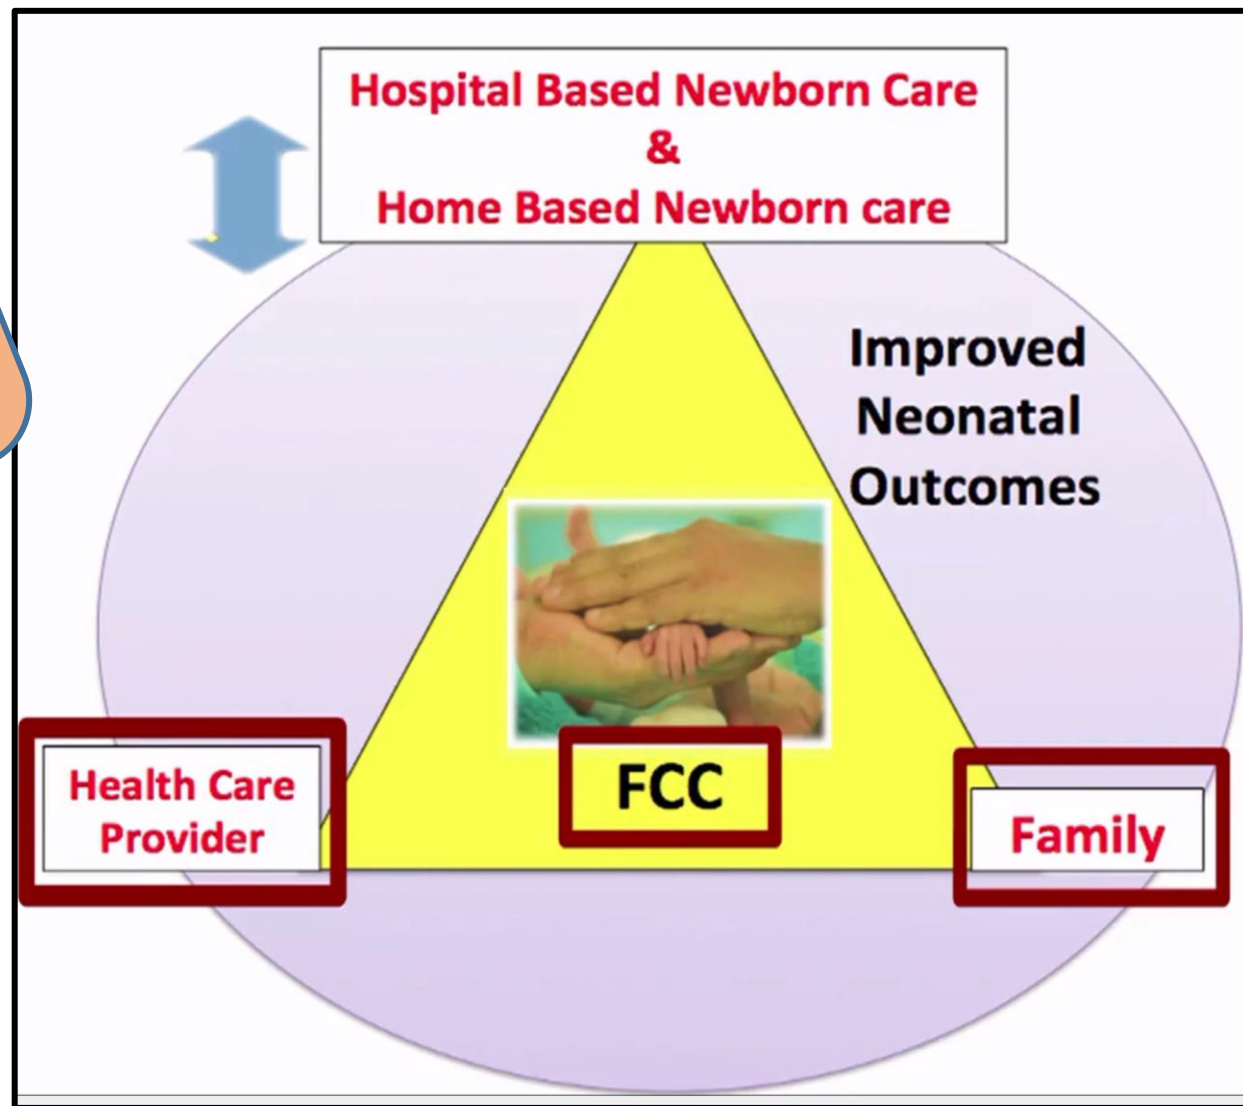 Hospital Based Newborn Care
&
Home Based Newborn care
Improved
Neonatal
Outcomes
FCC
Health Care
Provider
Family